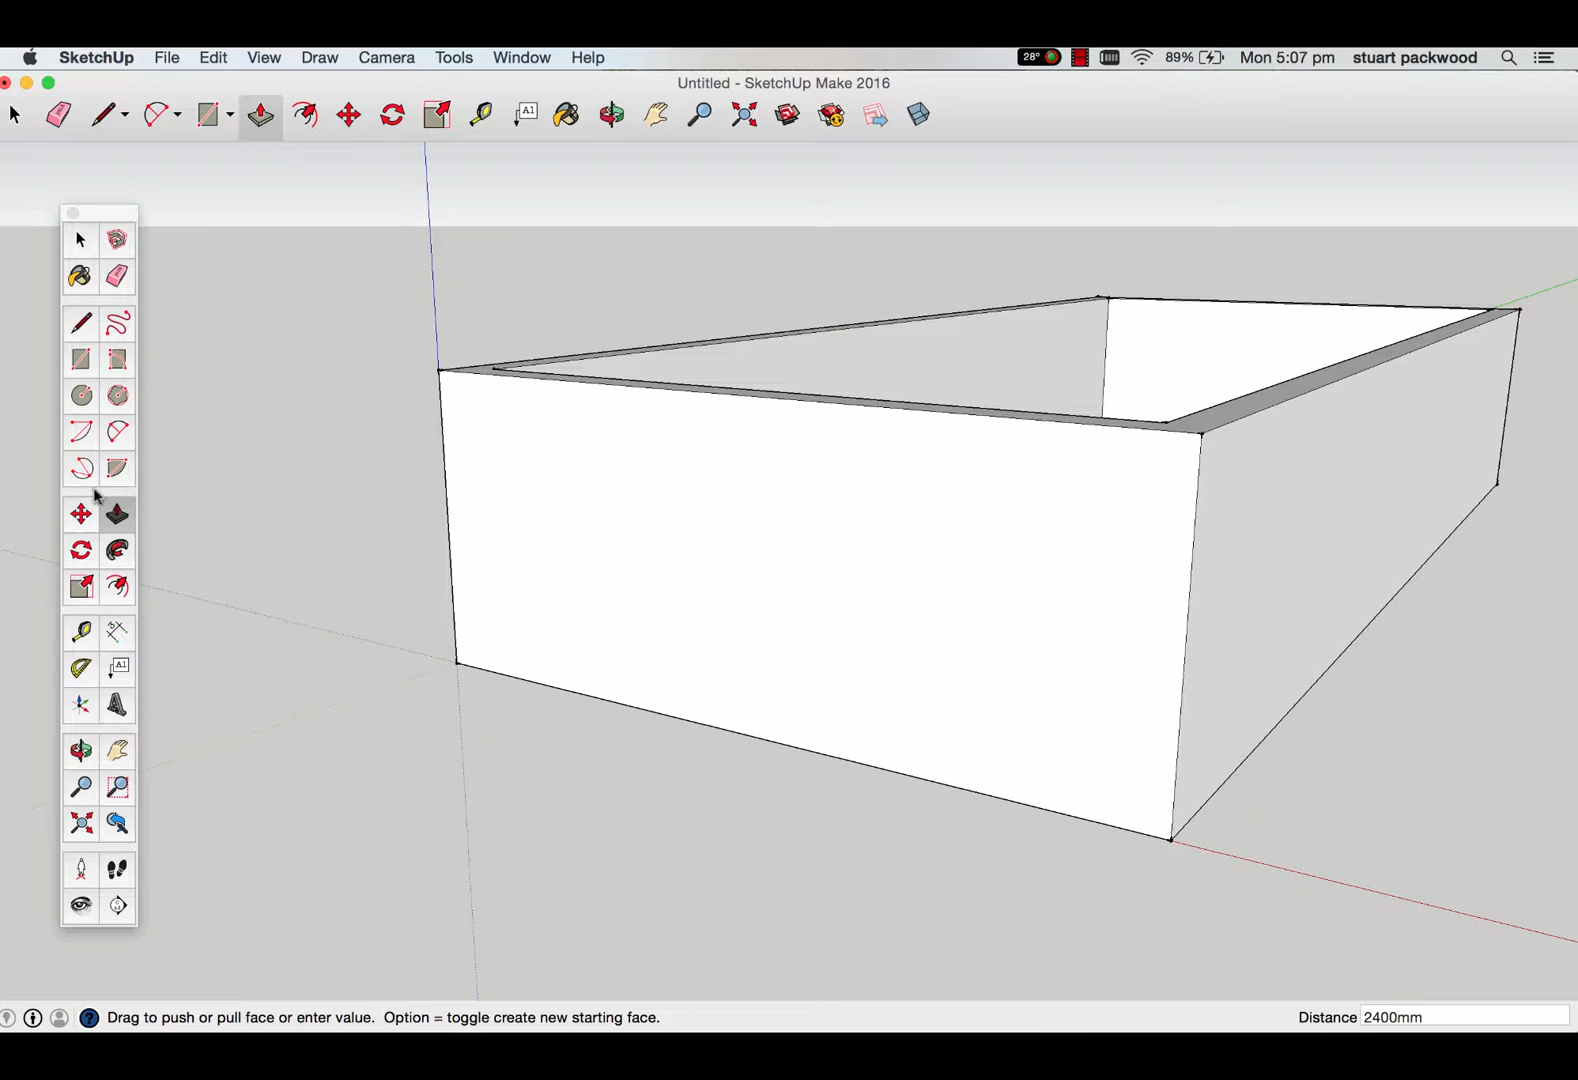 SketchUp File Edit View Draw Camera Tools Window Help 28° 89% Mon 5:07 pm stuart packwood
Untitled - SketchUp Make 2016
A1
A1
Drag to push or pull face or enter value. Option = toggle create new starting face. Distance 2400mm